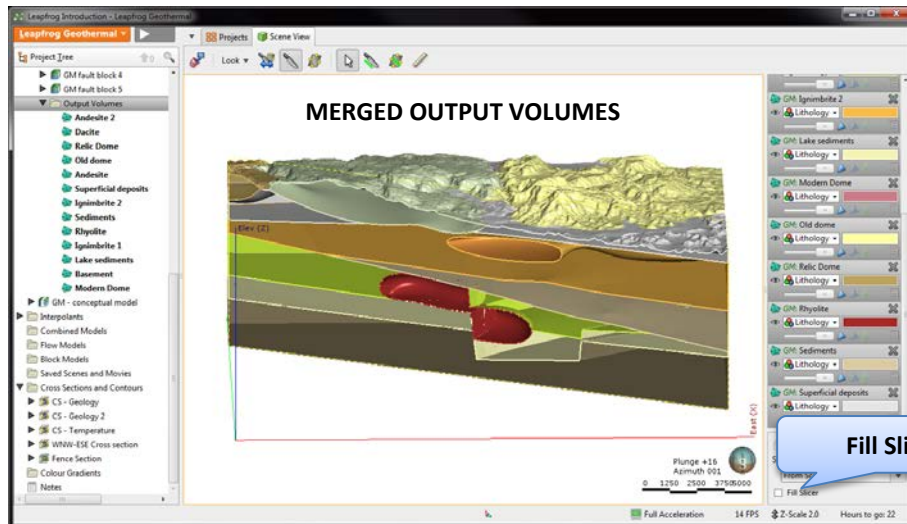 Leapfrog Introduction - Leapfrog Geothermal
Leapfrog Geothermal
Projects
Scene View
Project Tree
Look
GM fault block 4
GM fault block 5
Output Volumes
Andesite 2
Dacite
Relic Dome
Old dome
Andesite
Superficial deposits
Ignimbrite 2
Sediments
Rhyolite
Ignimbrite 1
Lake sediments
Basement
Modern Dome
GM - conceptual model
Interpolants
Combined Models
Flow Models
Block Models
Saved Scenes and Movies
Cross Sections and Contours
CS - Geology
CS - Geology 2
CS - Temperature
WNW-ESE Cross section
Fence Section
Colour Gradients
Notes
MERGED OUTPUT VOLUMES
Elev (Z)
East (X)
Plunge +16
Azimuth 001
0 1250 2500 3750 5000
GM: Ignimbrite 2
Lithology
GM: Lake sediments
Lithology
GM: Modern Dome
Lithology
GM: Old dome
Lithology
GM: Relic Dome
Lithology
GM: Rhyolite
Lithology
GM: Sediments
Lithology
GM: Superficial deposits
Lithology
Fill Sli
Fill Slicer
Full Acceleration
14 FPS
Z-Scale 2.0
Hours to go: 22